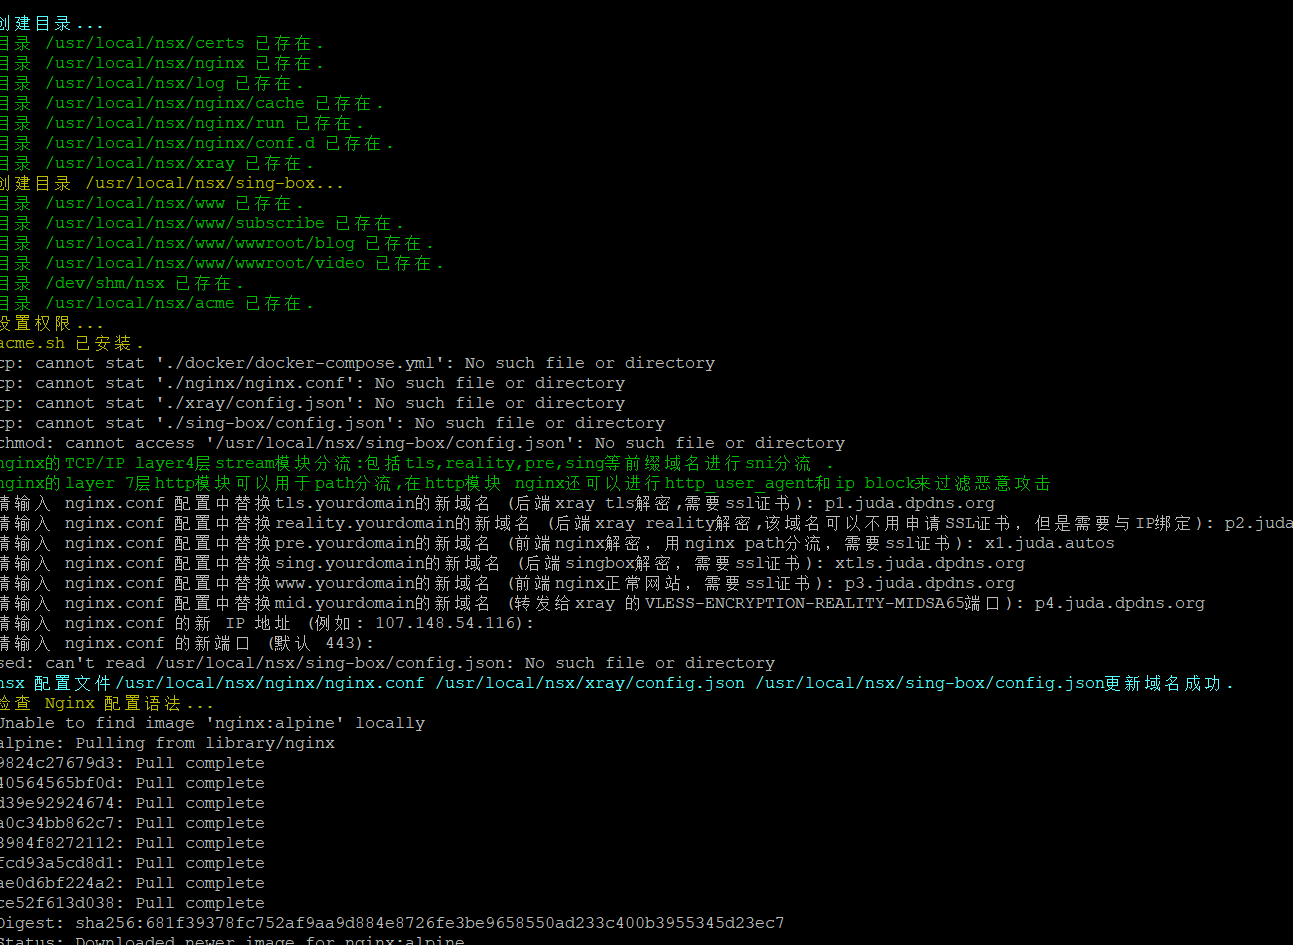 创建目录...
目录 /usr/local/nsx/certs 已存在.
目录 /usr/local/nsx/nginx 已存在.
目录 /usr/local/nsx/log 已存在.
目录 /usr/local/nsx/nginx/cache 已存在.
目录 /usr/local/nsx/nginx/run 已存在.
目录 /usr/local/nsx/nginx/conf.d 已存在.
目录 /usr/local/nsx/xray 已存在.
创建目录 /usr/local/nsx/sing-box...
目录 /usr/local/nsx/www 已存在.
目录 /usr/local/nsx/www/subscribe 已存在.
目录 /usr/local/nsx/www/wwwroot/blog 已存在.
目录 /usr/local/nsx/www/wwwroot/video 已存在.
目录 /dev/shm/nsx 已存在.
目录 /usr/local/nsx/acme 已存在.
设置权限...
acme.sh 已安装.
cp: cannot stat './docker/docker-compose.yml': No such file or directory
cp: cannot stat './nginx/nginx.conf': No such file or directory
cp: cannot stat './xray/config.json': No such file or directory
cp: cannot stat './sing-box/config.json': No such file or directory
chmod: cannot access '/usr/local/nsx/sing-box/config.json': No such file or directory
nginx的TCP/IP layer4层stream模块分流:包括tls,reality,pre,sing等前缀域名进行sni分流 .
nginx的layer 7层http模块可以用于path分流,在http模块 nginx还可以进行http_user_agent和ip block来过滤恶意攻击
请输入 nginx.conf 配置中替换tls.yourdomain的新域名 (后端xray tls解密,需要ssl证书): p1.juda.dpdns.org
请输入 nginx.conf 配置中替换reality.yourdomain的新域名 (后端xray reality解密,该域名可以不用申请SSL证书, 但是需要与IP绑定): p2.juda
请输入 nginx.conf 配置中替换pre.yourdomain的新域名 (前端nginx解密, 用nginx path分流, 需要ssl证书): x1.juda.autos
请输入 nginx.conf 配置中替换sing.yourdomain的新域名 (后端singbox解密, 需要ssl证书): xtls.juda.dpdns.org
请输入 nginx.conf 配置中替换www.yourdomain的新域名 (前端nginx正常网站, 需要ssl证书): p3.juda.dpdns.org
请输入 nginx.conf 配置中替换mid.yourdomain的新域名 (转发给xray 的VLESS-ENCRYPTION-REALITY-MIDSA65端口): p4.juda.dpdns.org
请输入 nginx.conf 的新 IP 地址 (例如: 107.148.54.116):
请输入 nginx.conf 的新端口 (默认 443):
sed: can't read /usr/local/nsx/sing-box/config.json: No such file or directory
nsx 配置文件/usr/local/nsx/nginx/nginx.conf /usr/local/nsx/xray/config.json /usr/local/nsx/sing-box/config.json更新域名成功.
检查 Nginx 配置语法...
Unable to find image 'nginx:alpine' locally
alpine: Pulling from library/nginx
9824c27679d3: Pull complete
40564565bf0d: Pull complete
d39e92924674: Pull complete
a0c34bb862c7: Pull complete
3984f8272112: Pull complete
fcd93a5cd8d1: Pull complete
ae0d6bf224a2: Pull complete
ce52f613d038: Pull complete
Digest: sha256:681f39378fc752af9aa9d884e8726fe3be9658550ad233c400b3955345d23ec7
Status: Downloaded newer image for nginx:alpine